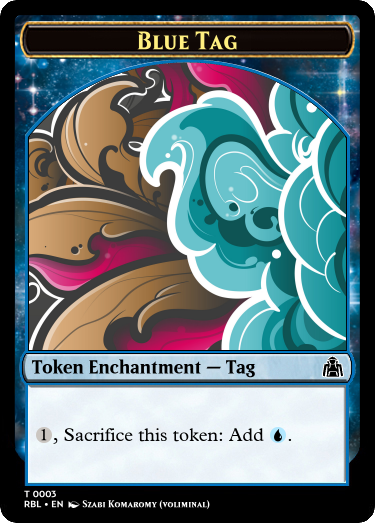 Blue Tag
Token Enchantment — Tag
1, Sacrifice this token: Add .
T 0003
RBL • EN Szabi Komaromy (voliminal)